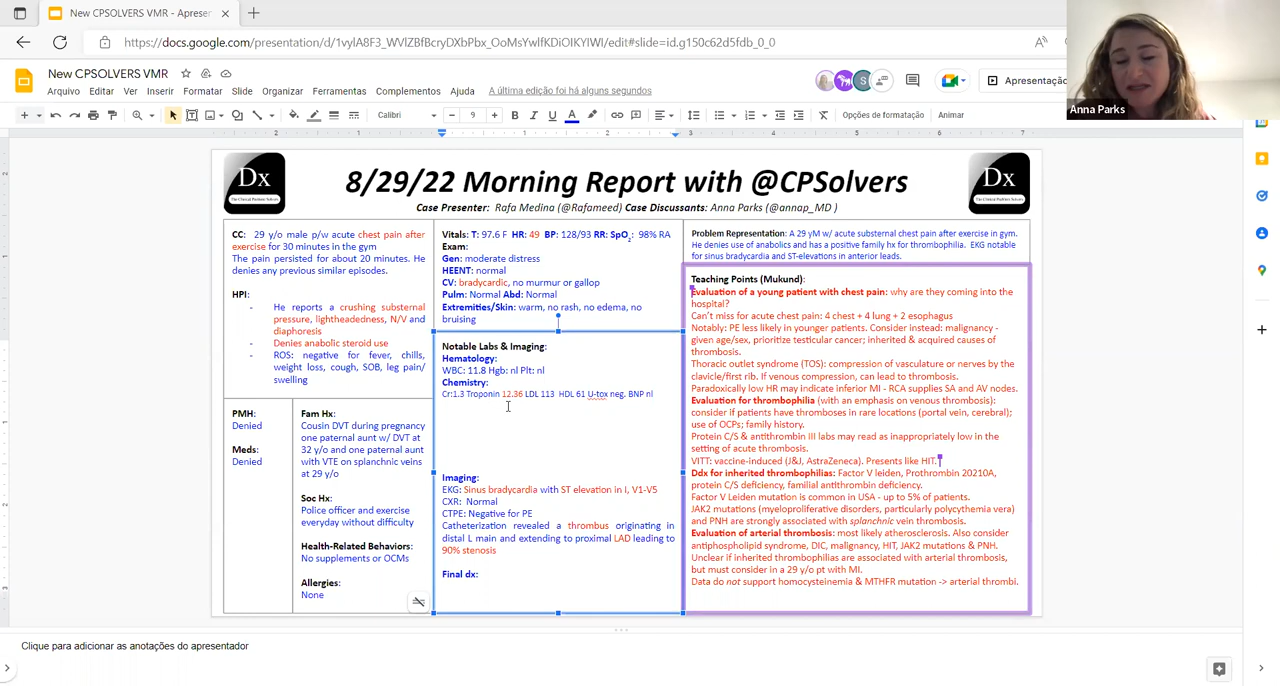 New CPSOLVERS VMR - Apreser
https://docs.google.com/presentation/d/1vylA8F3_WVlZBfBcryDXbPbx_OoMsYwlfKDiOIKYIWI/edit#slide=id.g150c62d5fdb_0_0
New CPSOLVERS VMR
Arquivo Editar Ver Inserir Formatar Slide Organizar Ferramentas Complementos Ajuda A última edição foi há alguns segundos
Apresentação
Anna Parks
Calibri 9 Opções de formatação Animar
Dx
The Clinical Problem Solvers
8/29/22 Morning Report with @CPSolvers
Case Presenter: Rafa Medina (@Rafameed) Case Discussants: Anna Parks (@annap_MD )
Dx
The Clinical Problem Solvers
CC: 29 y/o male p/w acute chest pain after
exercise for 30 minutes in the gym
The pain persisted for about 20 minutes. He
denies any previous similar episodes.
HPI:
- He reports a crushing substernal
pressure, lightheadedness, N/V and
diaphoresis
- Denies anabolic steroid use
- ROS: negative for fever, chills,
weight loss, cough, SOB, leg pain/
swelling
PMH:
Denied
Meds:
Denied
Fam Hx:
Cousin DVT during pregnancy
one paternal aunt w/ DVT at
32 y/o and one paternal aunt
with VTE on splanchnic veins
at 29 y/o
Soc Hx:
Police officer and exercise
everyday without difficulty
Health-Related Behaviors:
No supplements or OCMs
Allergies:
None
Vitals: T: 97.6 F HR: 49 BP: 128/93 RR: SpO2: 98% RA
Exam:
Gen: moderate distress
HEENT: normal
CV: bradycardic, no murmur or gallop
Pulm: Normal Abd: Normal
Extremities/Skin: warm, no rash, no edema, no
bruising
Notable Labs & Imaging:
Hematology:
WBC: 11.8 Hgb: nl Plt: nl
Chemistry:
Cr:1.3 Troponin 12.36 LDL 113 HDL 61 U-tox neg. BNP nl
Imaging:
EKG: Sinus bradycardia with ST elevation in I, V1-V5
CXR: Normal
CTPE: Negative for PE
Catheterization revealed a thrombus originating in
distal L main and extending to proximal LAD leading to
90% stenosis
Final dx:
Problem Representation: A 29 yM w/ acute substernal chest pain after exercise in gym.
He denies use of anabolics and has a positive family hx for thrombophilia. EKG notable
for sinus bradycardia and ST-elevations in anterior leads.
Teaching Points (Mukund):
Evaluation of a young patient with chest pain: why are they coming into the
hospital?
Can't miss for acute chest pain: 4 chest + 4 lung + 2 esophagus
Notably: PE less likely in younger patients. Consider instead: malignancy -
given age/sex, prioritize testicular cancer; inherited & acquired causes of
thrombosis.
Thoracic outlet syndrome (TOS): compression of vasculature or nerves by the
clavicle/first rib. If venous compression, can lead to thrombosis.
Paradoxically low HR may indicate inferior MI - RCA supplies SA and AV nodes.
Evaluation for thrombophilia (with an emphasis on venous thrombosis):
consider if patients have thromboses in rare locations (portal vein, cerebral);
use of OCPs; family history.
Protein C/S & antithrombin III labs may read as inappropriately low in the
setting of acute thrombosis.
VITT: vaccine-induced (J&J, AstraZeneca). Presents like HIT.
Ddx for inherited thrombophilias: Factor V leiden, Prothrombin 20210A,
protein C/S deficiency, familial antithrombin deficiency.
Factor V Leiden mutation is common in USA - up to 5% of patients.
JAK2 mutations (myeloproliferative disorders, particularly polycythemia vera)
and PNH are strongly associated with splanchnic vein thrombosis.
Evaluation of arterial thrombosis: most likely atherosclerosis. Also consider
antiphospholipid syndrome, DIC, malignancy, HIT, JAK2 mutations & PNH.
Unclear if inherited thrombophilias are associated with arterial thrombosis,
but must consider in a 29 y/o pt with MI.
Data do not support homocysteinemia & MTHFR mutation -> arterial thrombi.
Clique para adicionar as anotações do apresentador